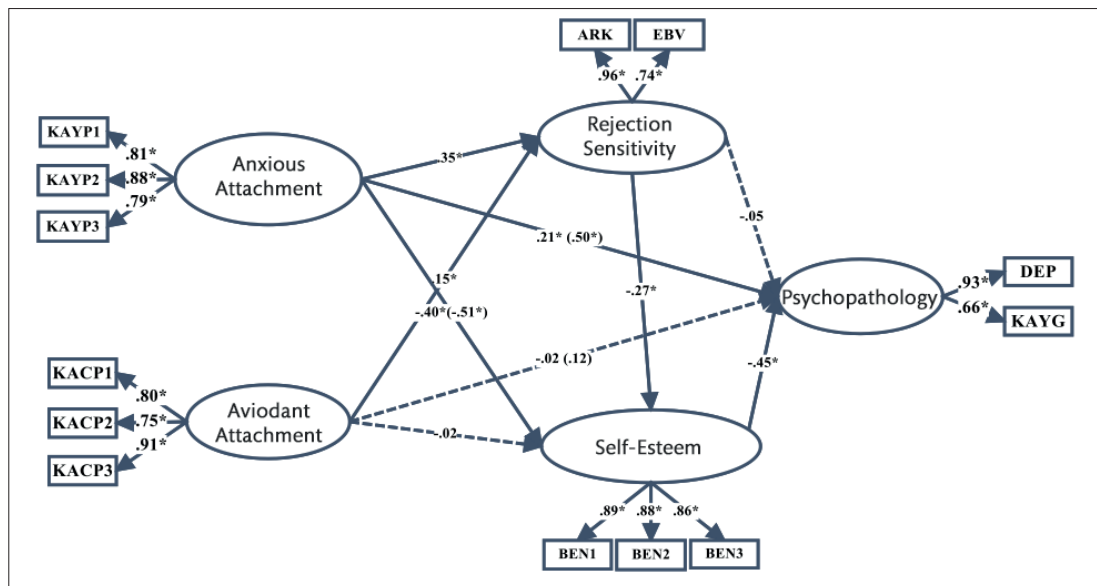 ARK
EBV
.96*
.74*
Rejection
Sensitivity
KAYP1
KAYP2
KAYP3
.81*
.88*
.79*
Anxious
Attachment
.35*
.21* (.50*)
-.05
.15*
-.40*(-.51*)
-.27*
Psychopathology
.93*
.66*
DEP
KAYG
-.02 (.12)
-.45*
KACP1
KACP2
KACP3
.80*
.75*
.91*
Aviodant
Attachment
-.02
Self-Esteem
.89*
.88*
.86*
BEN1
BEN2
BEN3